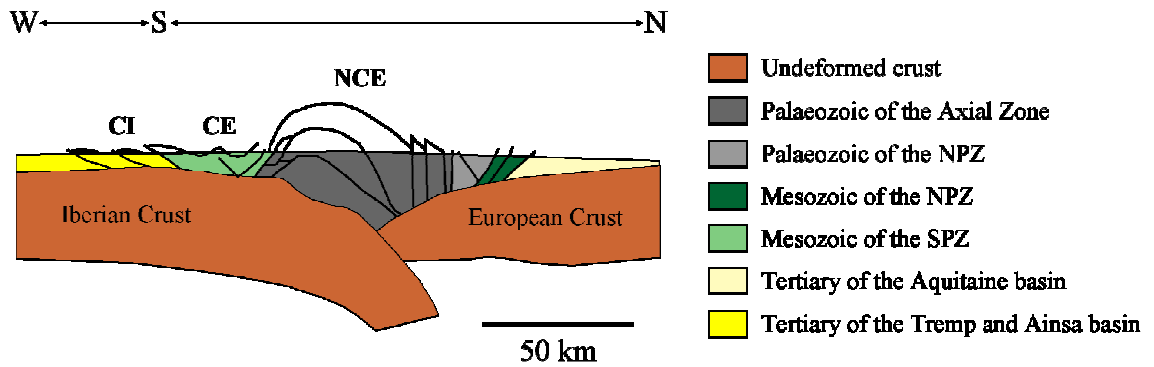 W S N
NCE
CI CE
Iberian Crust
European Crust
50 km
Undeformed crust
Palaeozoic of the Axial Zone
Palaeozoic of the NPZ
Mesozoic of the NPZ
Mesozoic of the SPZ
Tertiary of the Aquitaine basin
Tertiary of the Tremp and Ainsa basin